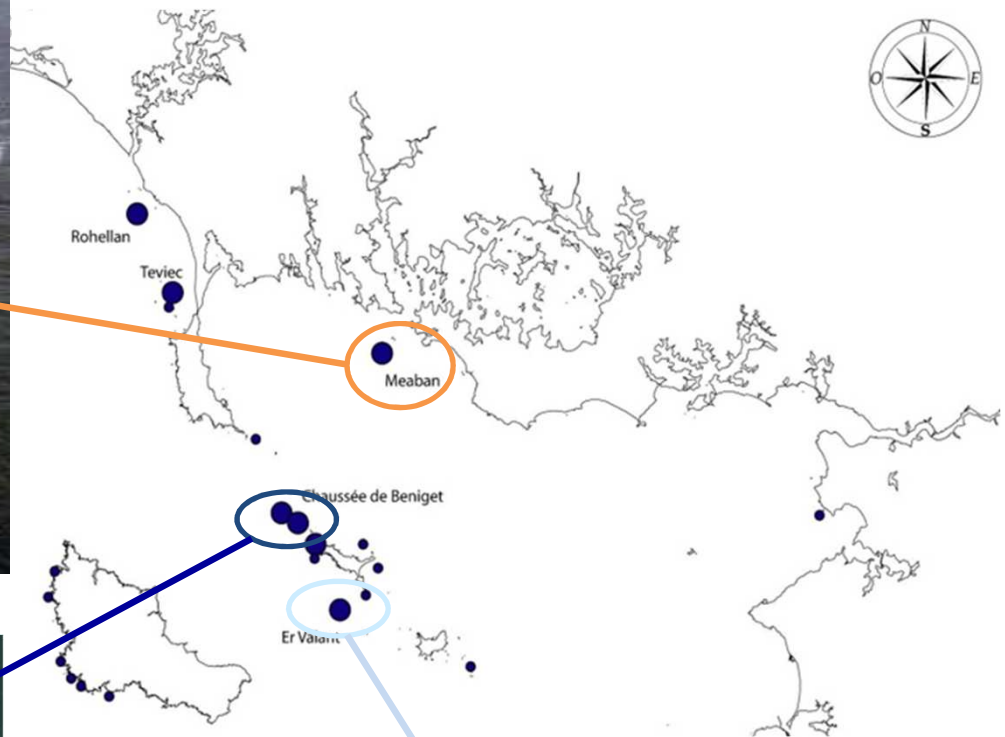 N
O
E
S
Rohellan
Teviec
Meaban
Chaussée de Beniget
Er Valant